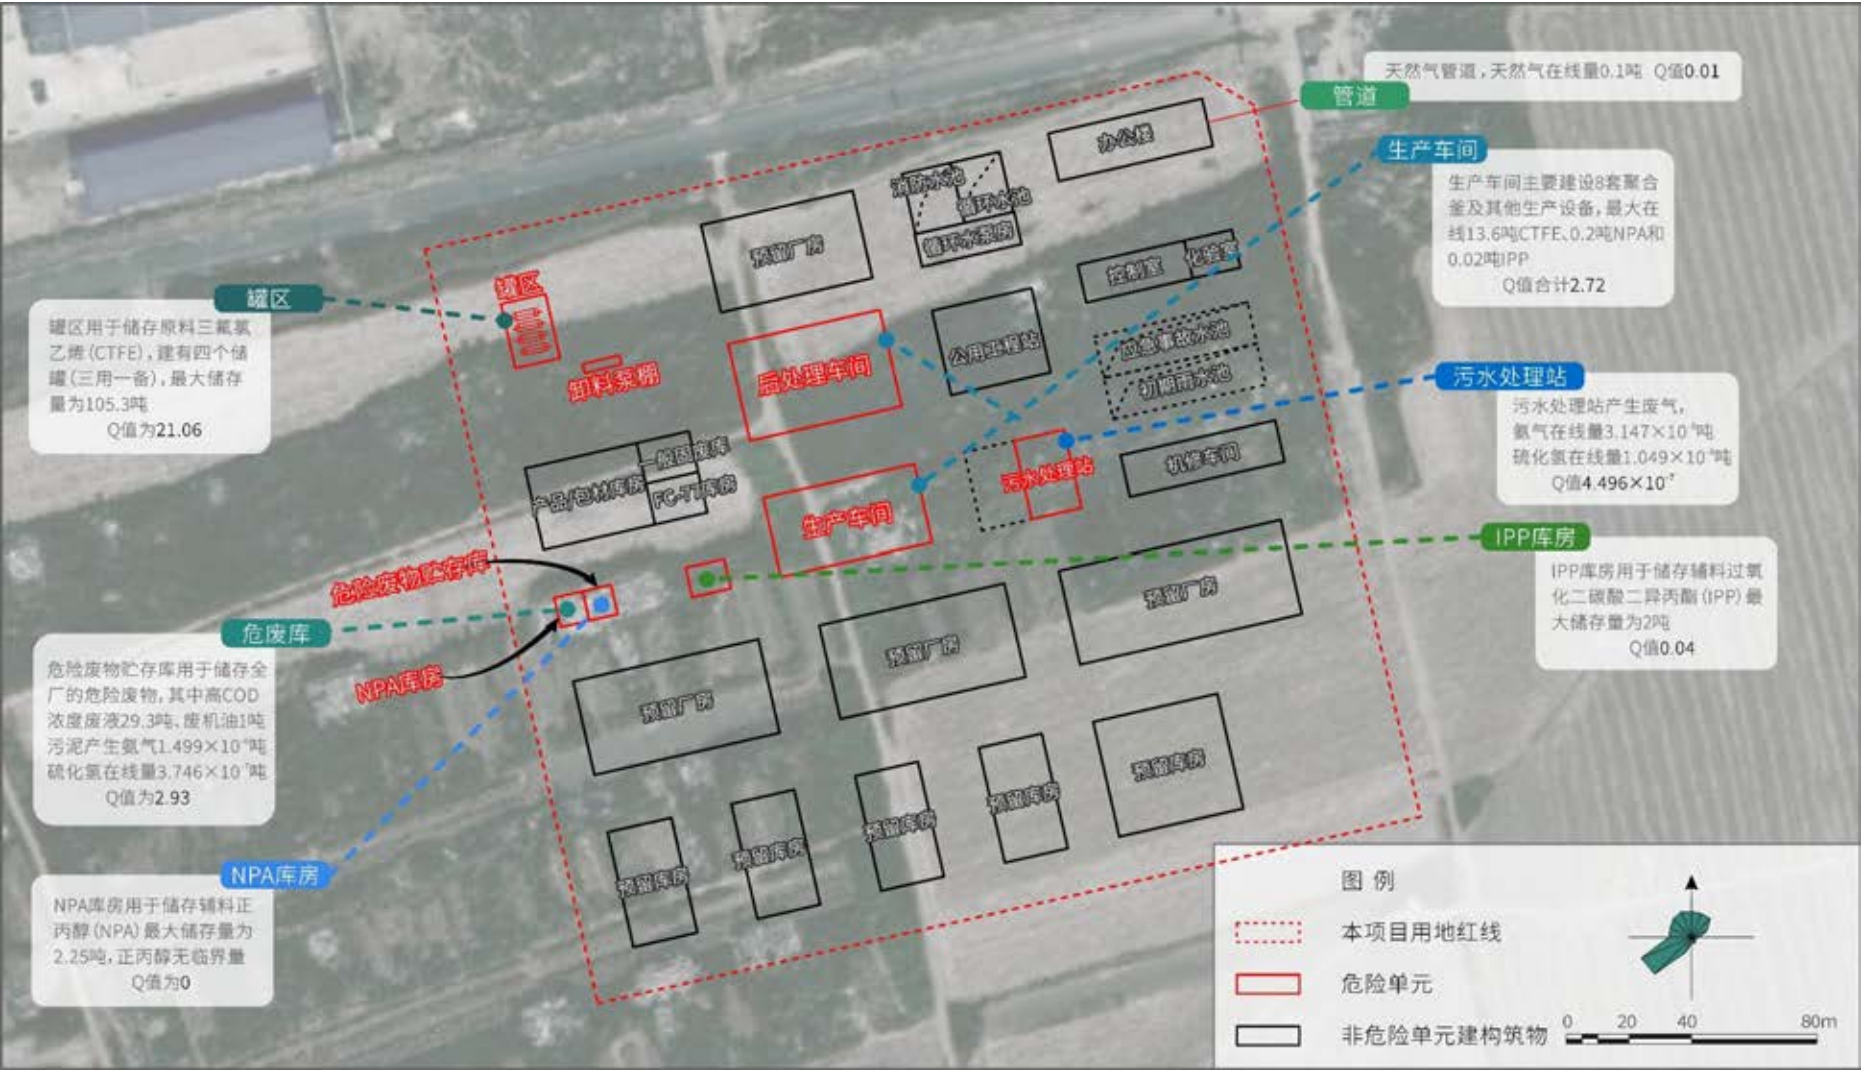 天然气管道，天然气在线量0.1吨 Q值0.01
管道
办公楼
生产车间
生产车间主要建设8套聚合
釜及其他生产设备，最大在
线13.6吨CTFE、0.2吨NPA和
0.02吨IPP
Q值合计2.72
消防水池
循环水池
循环水泵房
预留厂房
控制室
化验室
罐区
罐区
罐区用于储存原料三氟氯
乙烯（CTFE），建有四个储
罐（三用一备），最大储存
量为105.3吨
Q值为21.06
卸料泵棚
后处理车间
公用工程站
应急事故水池
初期雨水池
污水处理站
污水处理站产生废气，
氨气在线量3.147×10
硫化氢在线量1.049×10
Q值4.496×10
一般固废库
产品/包材库房
FC-77库房
生产车间
污水处理站
机修车间
IPP库房
IPP库房用于储存辅料过氧
化二碳酸二异丙酯（IPP）最
大储存量为2吨
Q值0.04
危险废物贮存库
危废库
危险废物贮存库用于储存全
厂的危险废物，其中高COD
浓度废液29.3吨、废机油1吨
污泥产生氨气1.499×10
硫化氢在线量3.746×10
Q值为2.93
NPA库房
预留厂房
预留厂房
预留厂房
预留库房
预留库房
预留库房
预留库房
预留库房
NPA库房
NPA库房用于储存辅料正
丙醇（NPA）最大储存量为
2.25吨，正丙醇无临界量
Q值为0
图 例
本项目用地红线
危险单元
非危险单元建构筑物
0 20 40 80m